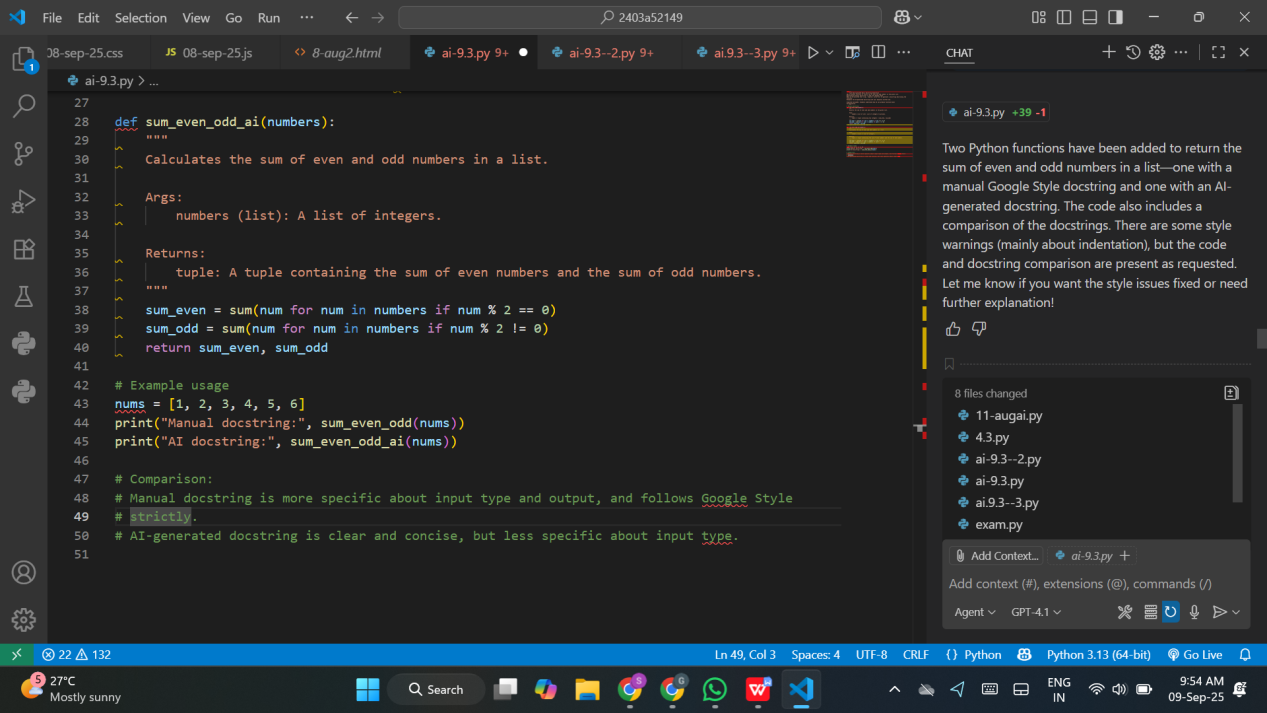 File Edit Selection View Go Run ··· 2403a52149
08-sep-25.css JS 08-sep-25.js <> 8-aug2.html ai-9.3.py 9+ ai-9.3--2.py 9+ ai.9.3--3.py 9+
CHAT
1
ai-9.3.py > ...
27
28 def sum_even_odd_ai(numbers):
29 """
30 Calculates the sum of even and odd numbers in a list.
31
32 Args:
33 numbers (list): A list of integers.
34
35 Returns:
36 tuple: A tuple containing the sum of even numbers and the sum of odd numbers.
37 """
38 sum_even = sum(num for num in numbers if num % 2 == 0)
39 sum_odd = sum(num for num in numbers if num % 2 != 0)
40 return sum_even, sum_odd
41
42 # Example usage
43 nums = [1, 2, 3, 4, 5, 6]
44 print("Manual docstring:", sum_even_odd(nums))
45 print("AI docstring:", sum_even_odd_ai(nums))
46
47 # Comparison:
48 # Manual docstring is more specific about input type and output, and follows Google Style
49 # strictly.
50 # AI-generated docstring is clear and concise, but less specific about input type.
51
ai-9.3.py +39 -1
Two Python functions have been added to return the
sum of even and odd numbers in a list—one with a
manual Google Style docstring and one with an AI-
generated docstring. The code also includes a
comparison of the docstrings. There are some style
warnings (mainly about indentation), but the code
and docstring comparison are present as requested.
Let me know if you want the style issues fixed or need
further explanation!
8 files changed
11-augai.py
4.3.py
ai-9.3--2.py
ai-9.3.py
ai.9.3--3.py
exam.py
Add Context... ai-9.3.py +
Add context (#), extensions (@), commands (/)
Agent GPT-4.1
22 132 Ln 49, Col 3 Spaces: 4 UTF-8 CRLF {} Python Python 3.13 (64-bit) Go Live
5 27°C
Mostly sunny
Search
S G W
ENG
IN
9:54 AM
09-Sep-25